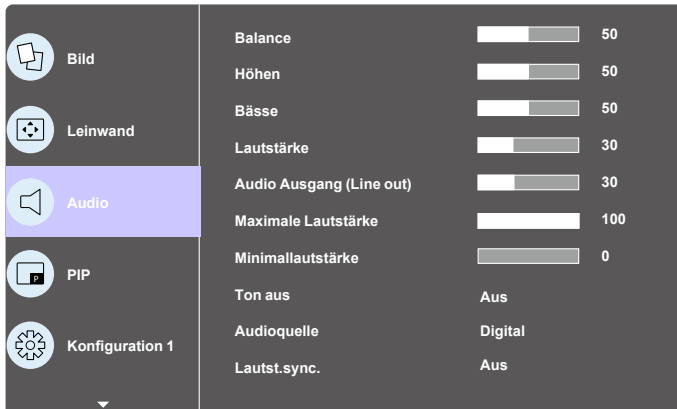 Bild
Leinwand
Audio
PIP
P
Konfiguration 1
Balance 50
Höhen 50
Bässe 50
Lautstärke 30
Audio Ausgang (Line out) 30
Maximale Lautstärke 100
Minimallautstärke 0
Ton aus Aus
Audioquelle Digital
Lautst.sync. Aus